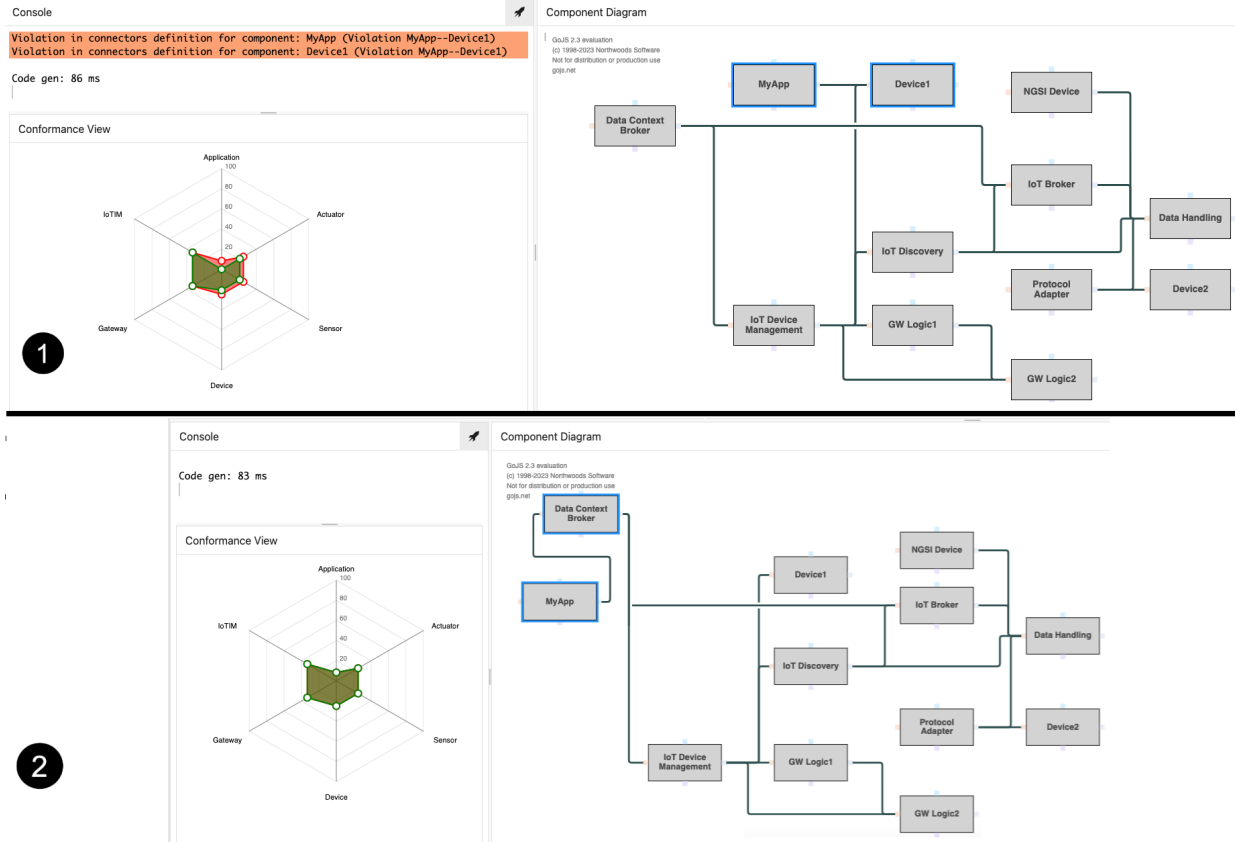 Console
Violation in connectors definition for component: MyApp (Violation MyApp--Device1)
Violation in connectors definition for component: Device1 (Violation MyApp--Device1)
Code gen: 86 ms
Conformance View
Application
100
80
60
40
20
IoTIM
Actuator
Gateway
Sensor
Device
1
Component Diagram
GoJS 2.3 evaluation
(c) 1998-2023 Northwoods Software
Not for distribution or production use
gojs.net
MyApp
Device1
NGSI Device
Data Context
Broker
IoT Broker
Data Handling
IoT Discovery
Protocol
Adapter
Device2
IoT Device
Management
GW Logic1
GW Logic2
Console
Code gen: 83 ms
Conformance View
Application
100
80
60
40
20
IoTIM
Actuator
Gateway
Sensor
Device
2
Component Diagram
GoJS 2.3 evaluation
(c) 1998-2023 Northwoods Software
Not for distribution or production use
gojs.net
Data Context
Broker
NGSI Device
Device1
MyApp
IoT Broker
Data Handling
IoT Discovery
Protocol
Adapter
Device2
IoT Device
Management
GW Logic1
GW Logic2